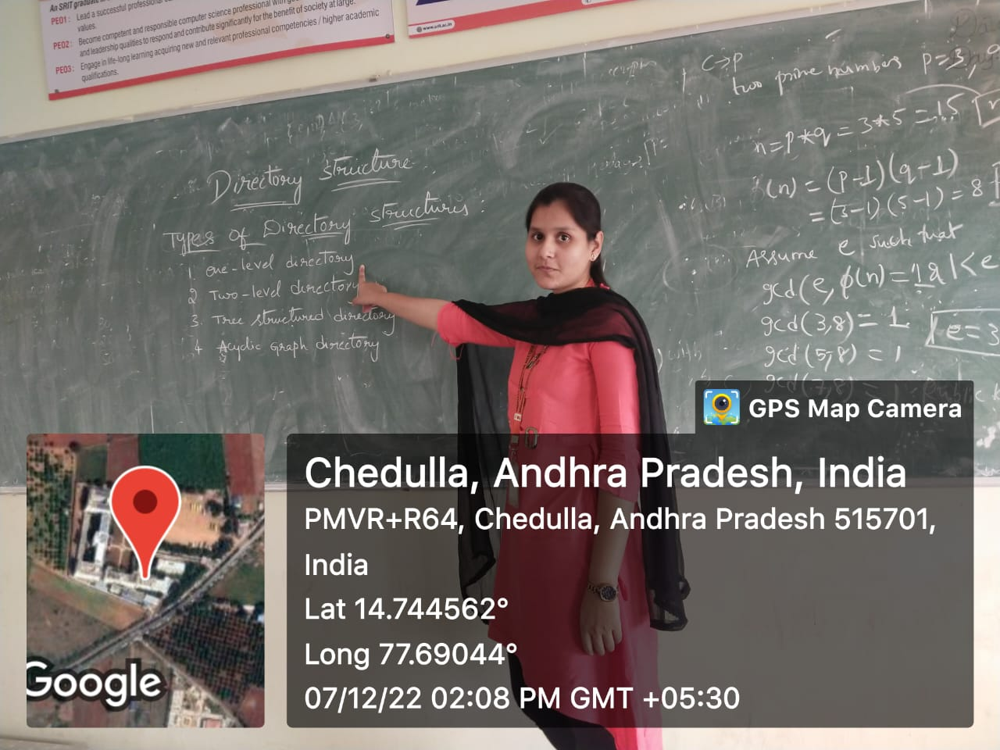 An SRIT graduate
PEO1: Lead a successful professional
values.
PEO2: Become competent and responsible computer science professional with
and leadership qualities to respond and contribute significantly for the benefit of society at large.
PEO3: Engage in life-long learning acquiring new and relevant professional competencies / higher academic
qualifications.
www.srit.ac.in
Directory structure
Types of Directory structures :
1. one-level directory
2 Two-level directory
3. Tree structured directory
4 Acyclic Graph directory
C→P
two prime numbers P=3,
n=P*q = 3*5 = 15
(n) = (P-1)(q-1)
= (3-1)(5-1) = 8
Assume e such that
gcd(e, ϕ(n)=1 & 1<e
gcd(3,8) = 1
e=3
gcd(5,8) = 1
gcd(7,8) = 1
GPS Map Camera
Chedulla, Andhra Pradesh, India
PMVR+R64, Chedulla, Andhra Pradesh 515701,
India
Lat 14.744562°
Long 77.69044°
07/12/22 02:08 PM GMT +05:30
Google